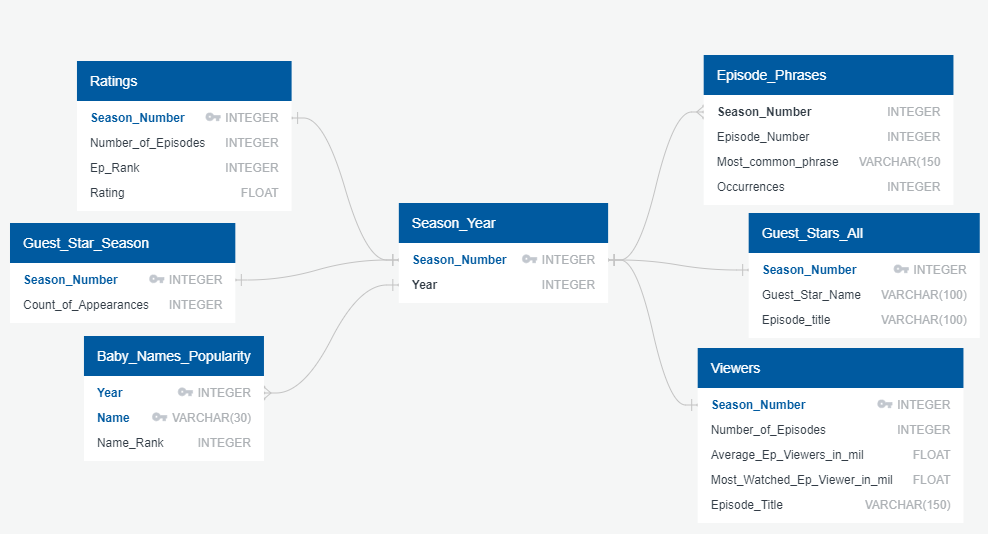 Ratings
Season_Number INTEGER
Number_of_Episodes INTEGER
Ep_Rank INTEGER
Rating FLOAT
Guest_Star_Season
Season_Number INTEGER
Count_of_Appearances INTEGER
Baby_Names_Popularity
Year INTEGER
Name VARCHAR(30)
Name_Rank INTEGER
Season_Year
Season_Number INTEGER
Year INTEGER
Episode_Phrases
Season_Number INTEGER
Episode_Number INTEGER
Most_common_phrase VARCHAR(150
Occurrences INTEGER
Guest_Stars_All
Season_Number INTEGER
Guest_Star_Name VARCHAR(100)
Episode_title VARCHAR(100)
Viewers
Season_Number INTEGER
Number_of_Episodes INTEGER
Average_Ep_Viewers_in_mil FLOAT
Most_Watched_Ep_Viewer_in_mil FLOAT
Episode_Title VARCHAR(150)